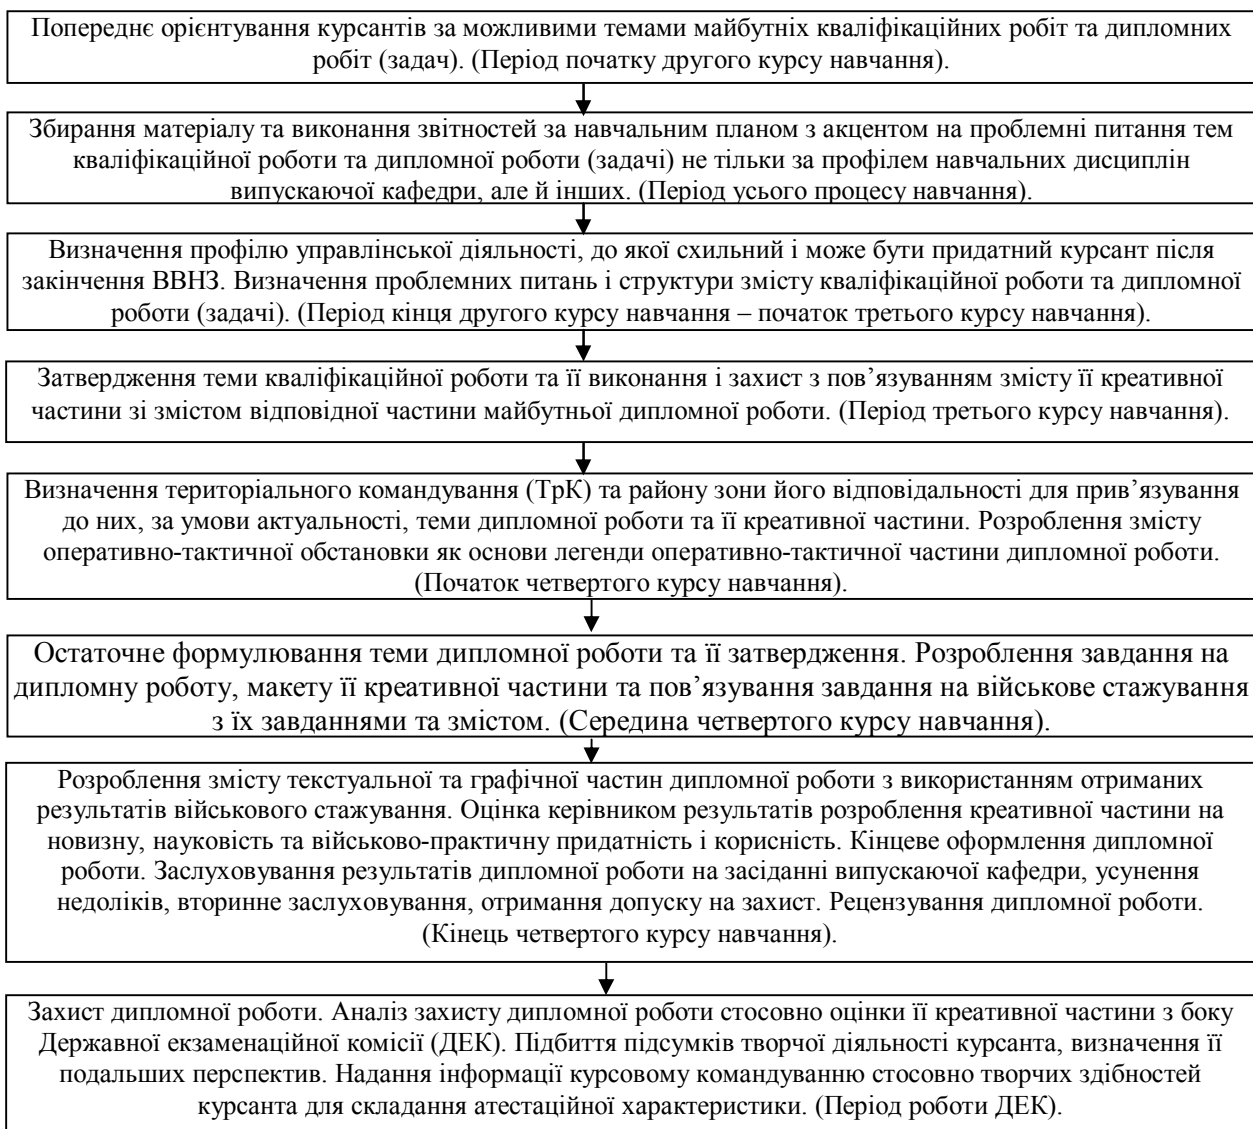 Попереднє орієнтування курсантів за можливими темами майбутніх кваліфікаційних робіт та дипломних
робіт (задач). (Період початку другого курсу навчання).
Збирання матеріалу та виконання звітностей за навчальним планом з акцентом на проблемні питання тем
кваліфікаційної роботи та дипломної роботи (задачі) не тільки за профілем навчальних дисциплін
випускаючої кафедри, але й інших. (Період усього процесу навчання).
Визначення профілю управлінської діяльності, до якої схильний і може бути придатний курсант після
закінчення ВВНЗ. Визначення проблемних питань і структури змісту кваліфікаційної роботи та дипломної
роботи (задачі). (Період кінця другого курсу навчання – початок третього курсу навчання).
Затвердження теми кваліфікаційної роботи та її виконання і захист з пов’язуванням змісту її креативної
частини зі змістом відповідної частини майбутньої дипломної роботи. (Період третього курсу навчання).
Визначення територіального командування (ТрК) та району зони його відповідальності для прив’язування
до них, за умови актуальності, теми дипломної роботи та її креативної частини. Розроблення змісту
оперативно-тактичної обстановки як основи легенди оперативно-тактичної частини дипломної роботи.
(Початок четвертого курсу навчання).
Остаточне формулювання теми дипломної роботи та її затвердження. Розроблення завдання на
дипломну роботу, макету її креативної частини та пов’язування завдання на військове стажування
з їх завданнями та змістом. (Середина четвертого курсу навчання).
Розроблення змісту текстуальної та графічної частин дипломної роботи з використанням отриманих
результатів військового стажування. Оцінка керівником результатів розроблення креативної частини на
новизну, науковість та військово-практичну придатність і корисність. Кінцеве оформлення дипломної
роботи. Заслуховування результатів дипломної роботи на засіданні випускаючої кафедри, усунення
недоліків, вторинне заслуховування, отримання допуску на захист. Рецензування дипломної роботи.
(Кінець четвертого курсу навчання).
Захист дипломної роботи. Аналіз захисту дипломної роботи стосовно оцінки її креативної частини з боку
Державної екзаменаційної комісії (ДЕК). Підбиття підсумків творчої діяльності курсанта, визначення її
подальших перспектив. Надання інформації курсовому командуванню стосовно творчих здібностей
курсанта для складання атестаційної характеристики. (Період роботи ДЕК).